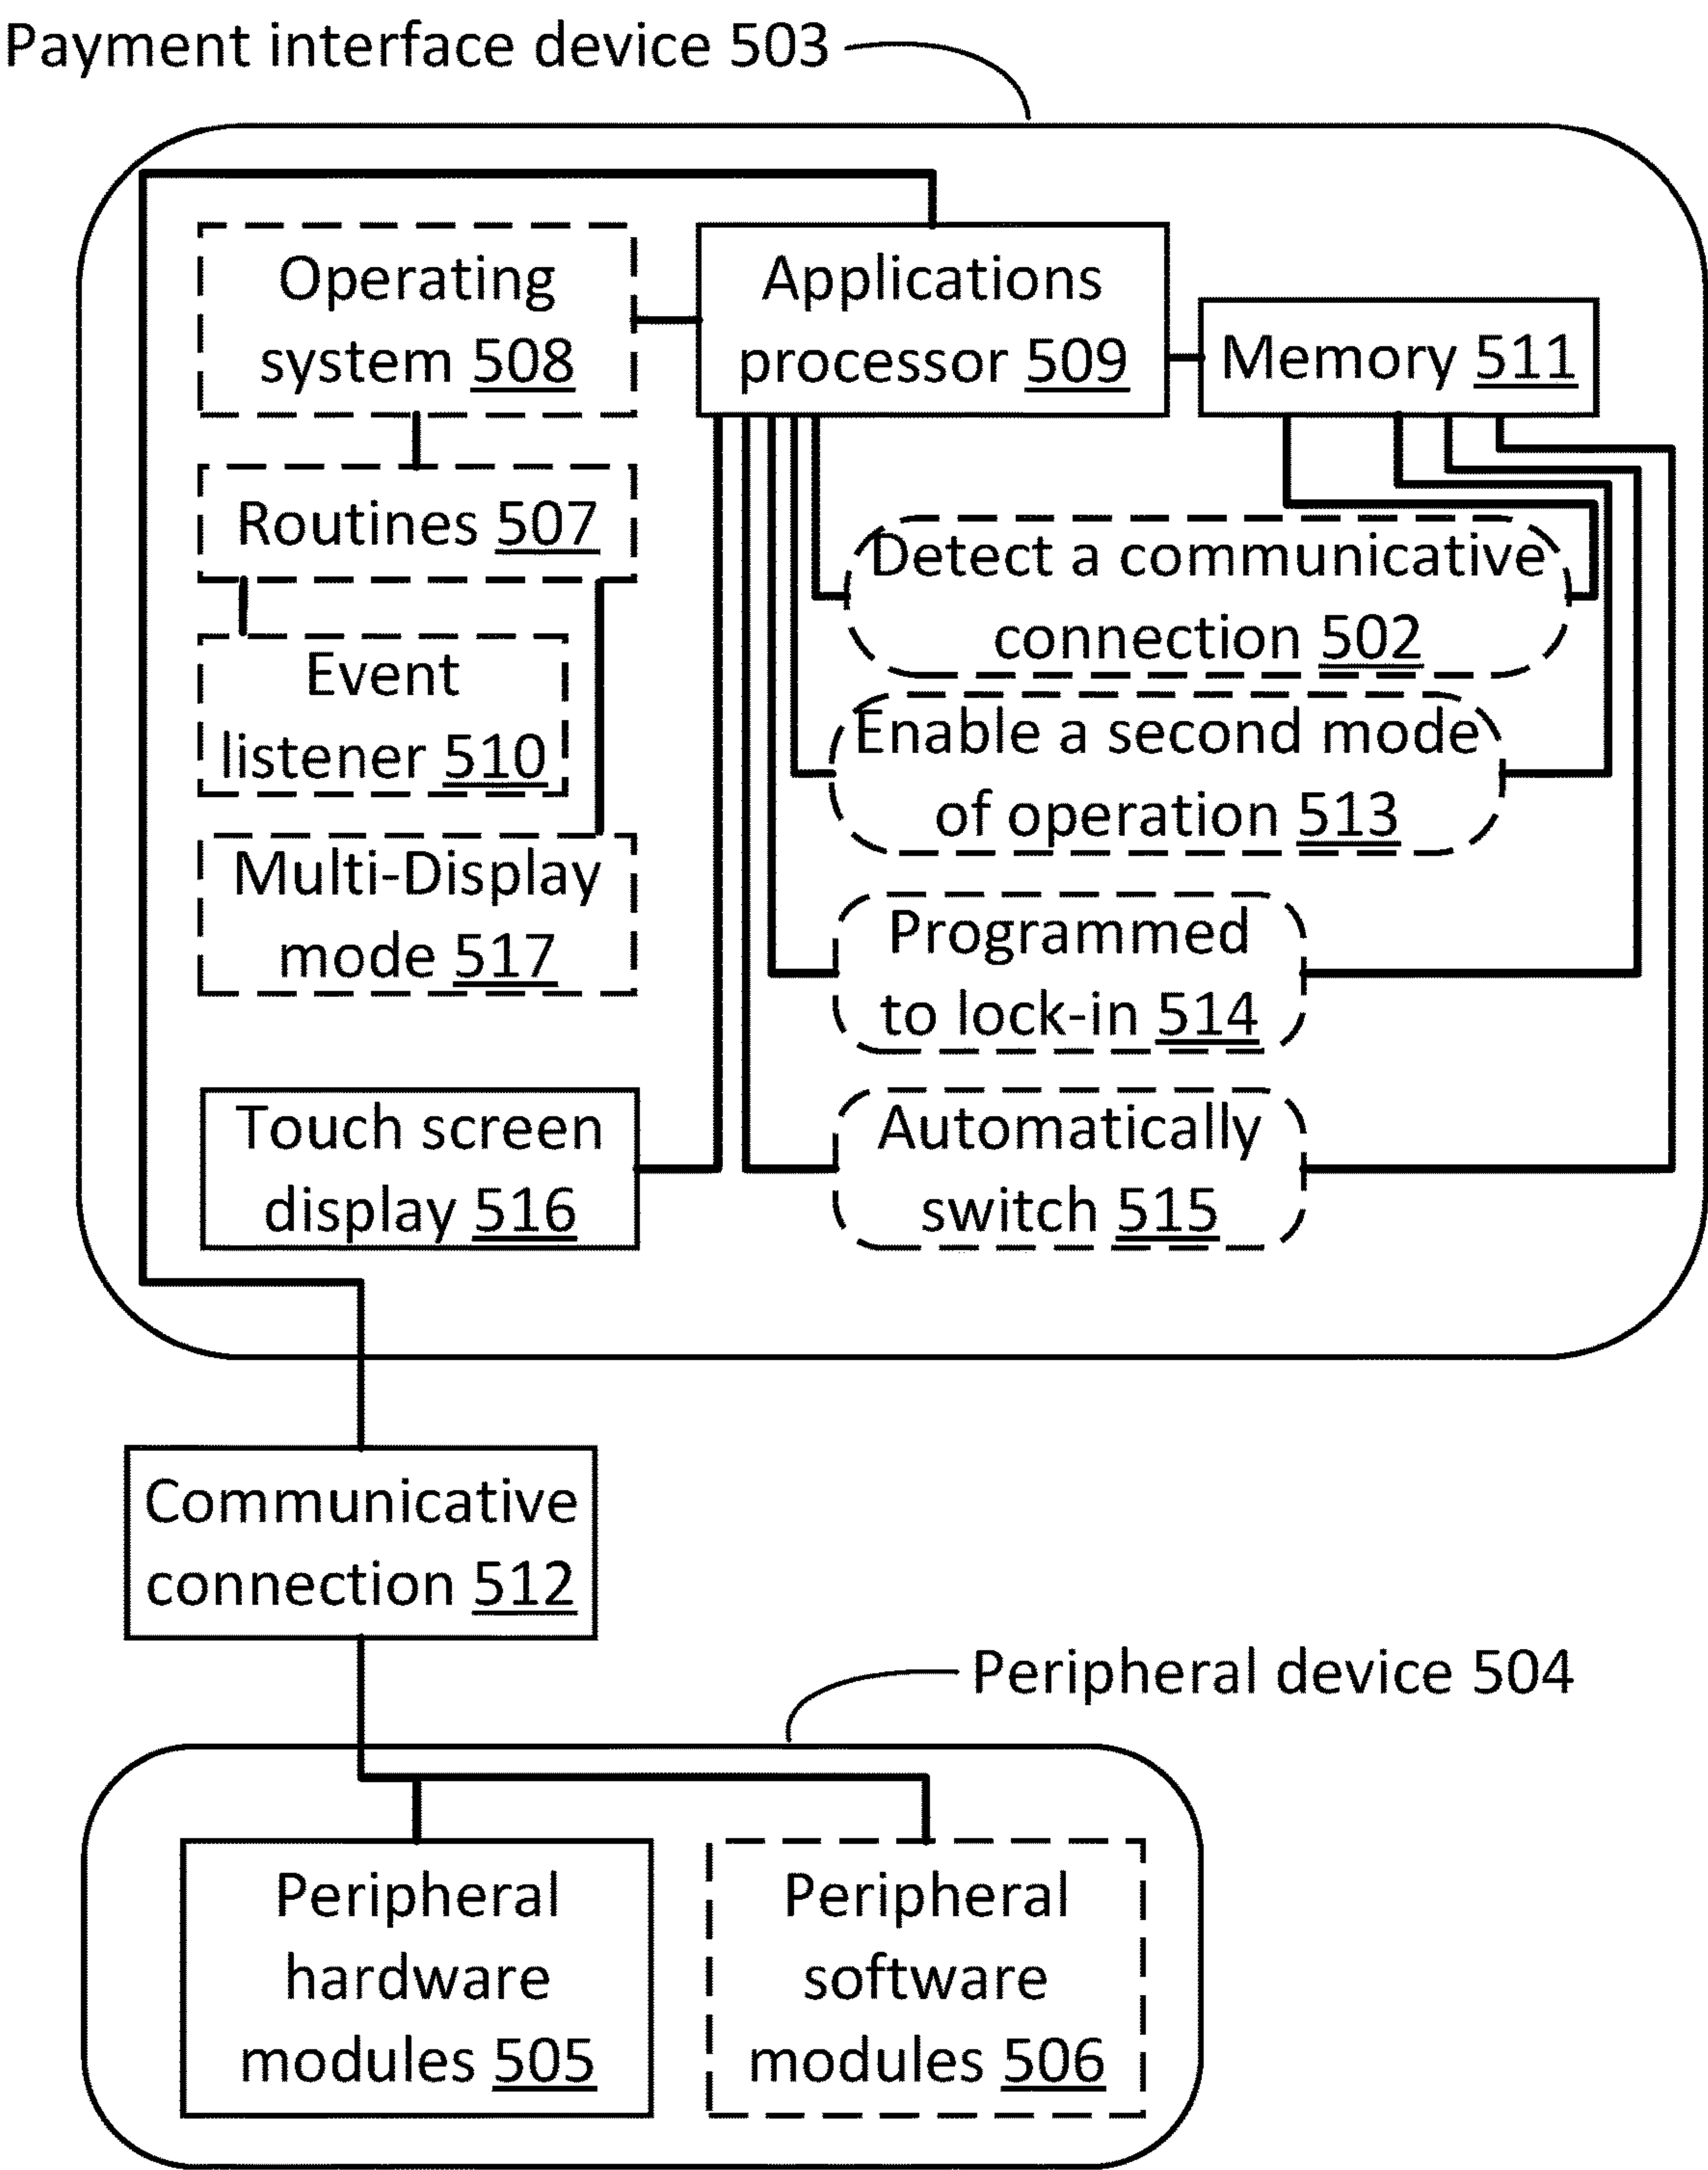 Payment interface device 503
Operating
system 508
Applications
processor 509
Memory 511
Routines 507
Detect a communicative
connection 502
Event
listener 510
Enable a second mode
of operation 513
Multi-Display
mode 517
Programmed
to lock-in 514
Touch screen
display 516
Automatically
switch 515
Communicative
connection 512
Peripheral device 504
Peripheral
hardware
modules 505
Peripheral
software
modules 506